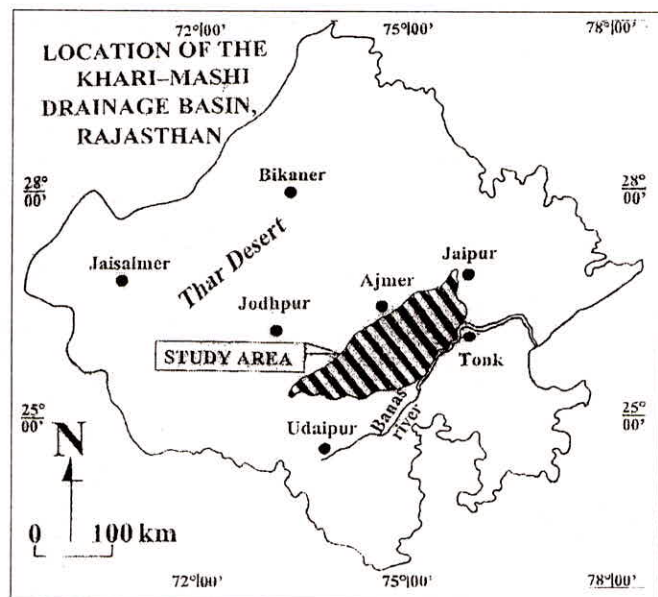 72°00' 75°00' 78°00'
LOCATION OF THE
KHARI–MASHI
DRAINAGE BASIN,
RAJASTHAN
28°
00'
28°
00'
Bikaner
Thar Desert
Jaisalmer
Jaipur
Ajmer
Jodhpur
STUDY AREA
Tonk
Banas
river
25°
00'
25°
00'
Udaipur
N
0 100 km
72°00' 75°00' 78°00'